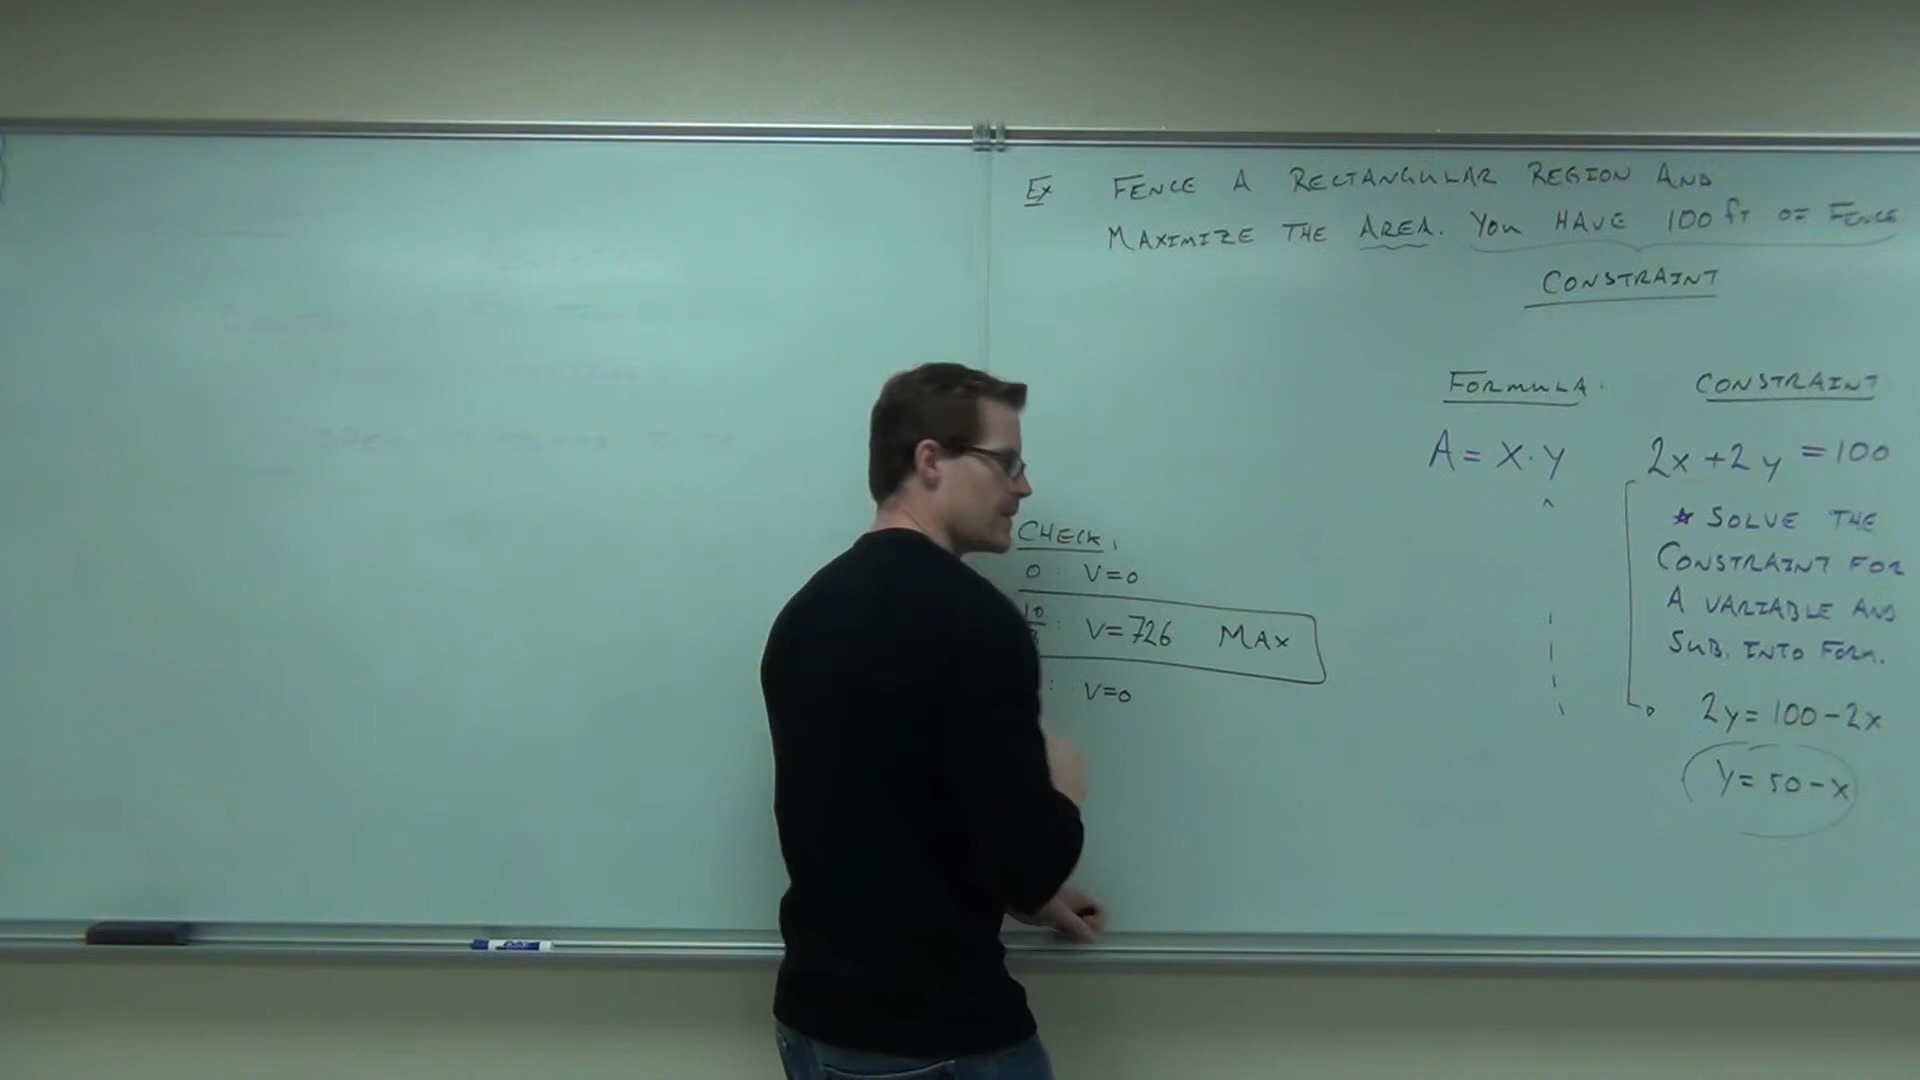 Ex FENCE A RECTANGULAR REGION AND
MAXIMIZE THE AREA. YOU HAVE 100 ft OF FENCE
CONSTRAINT
FORMULA: CONSTRAINT
A = X · Y 2x + 2y = 100
☆ SOLVE THE
CONSTRAINT FOR
A VARIABLE AND
SUB. INTO FORM.
2y = 100 - 2x
y = 50 - x
CHECK:
0 : V=0
10 : V=726 MAX
: V=0